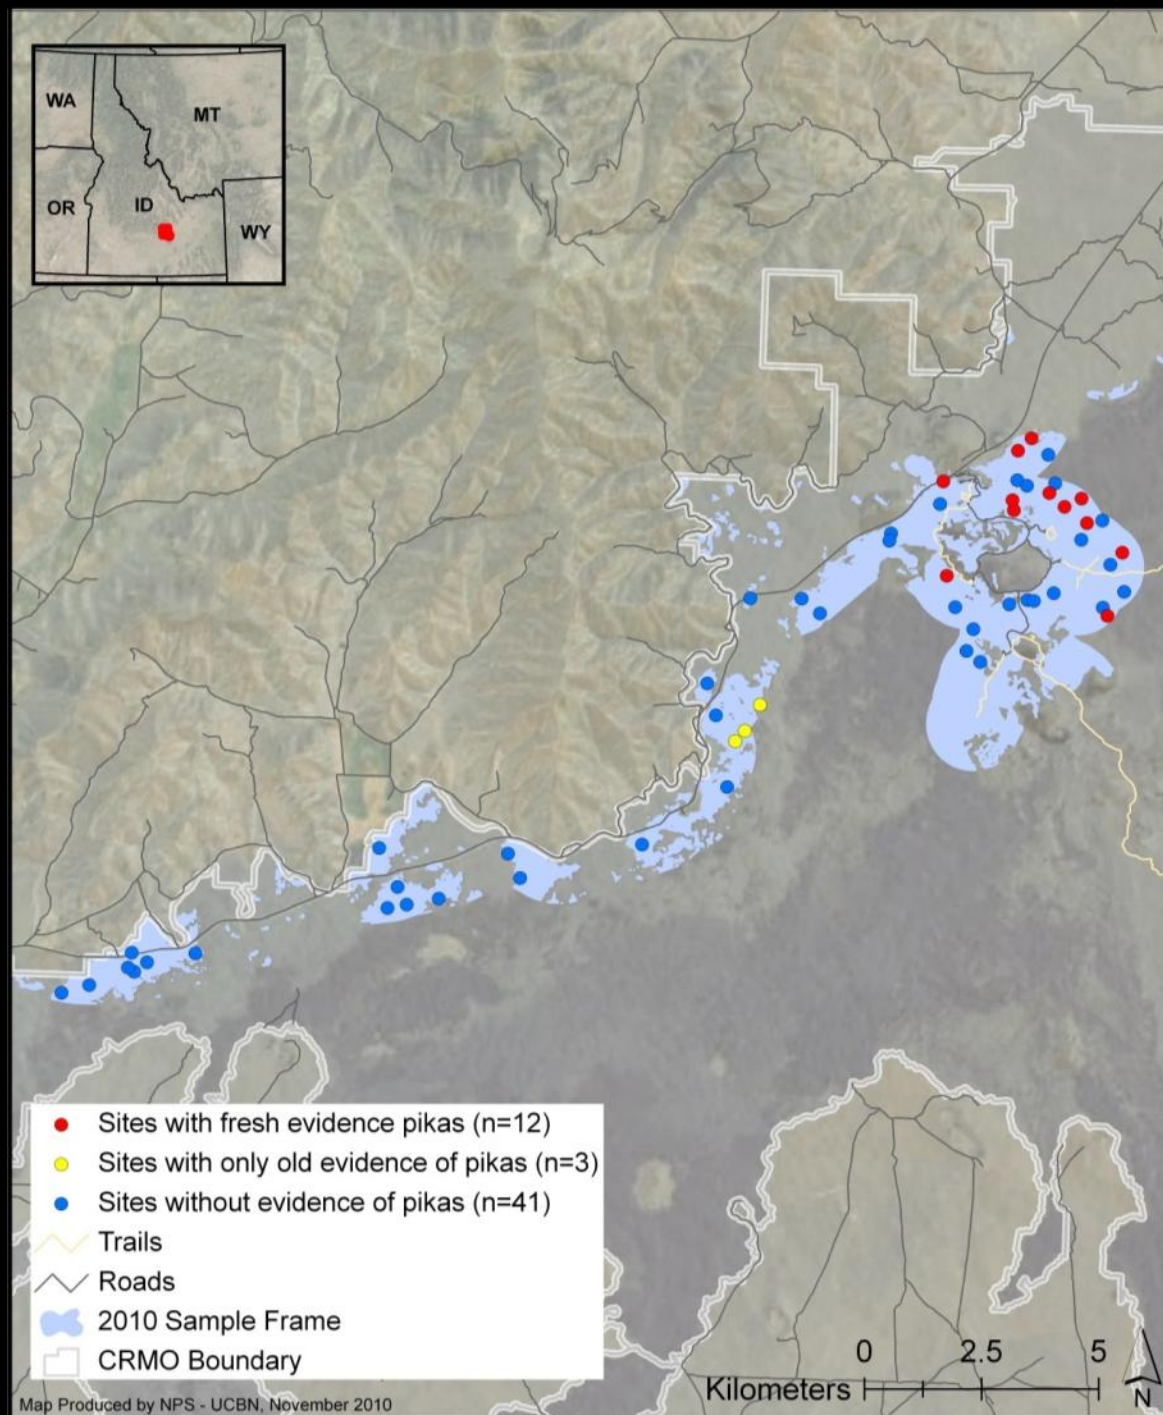 WA
MT
OR
ID
WY
Sites with fresh evidence pikas (n=12)
Sites with only old evidence of pikas (n=3)
Sites without evidence of pikas (n=41)
Trails
Roads
2010 Sample Frame
CRMO Boundary
0 2.5 5
Kilometers
N
Map Produced by NPS - UCBN, November 2010